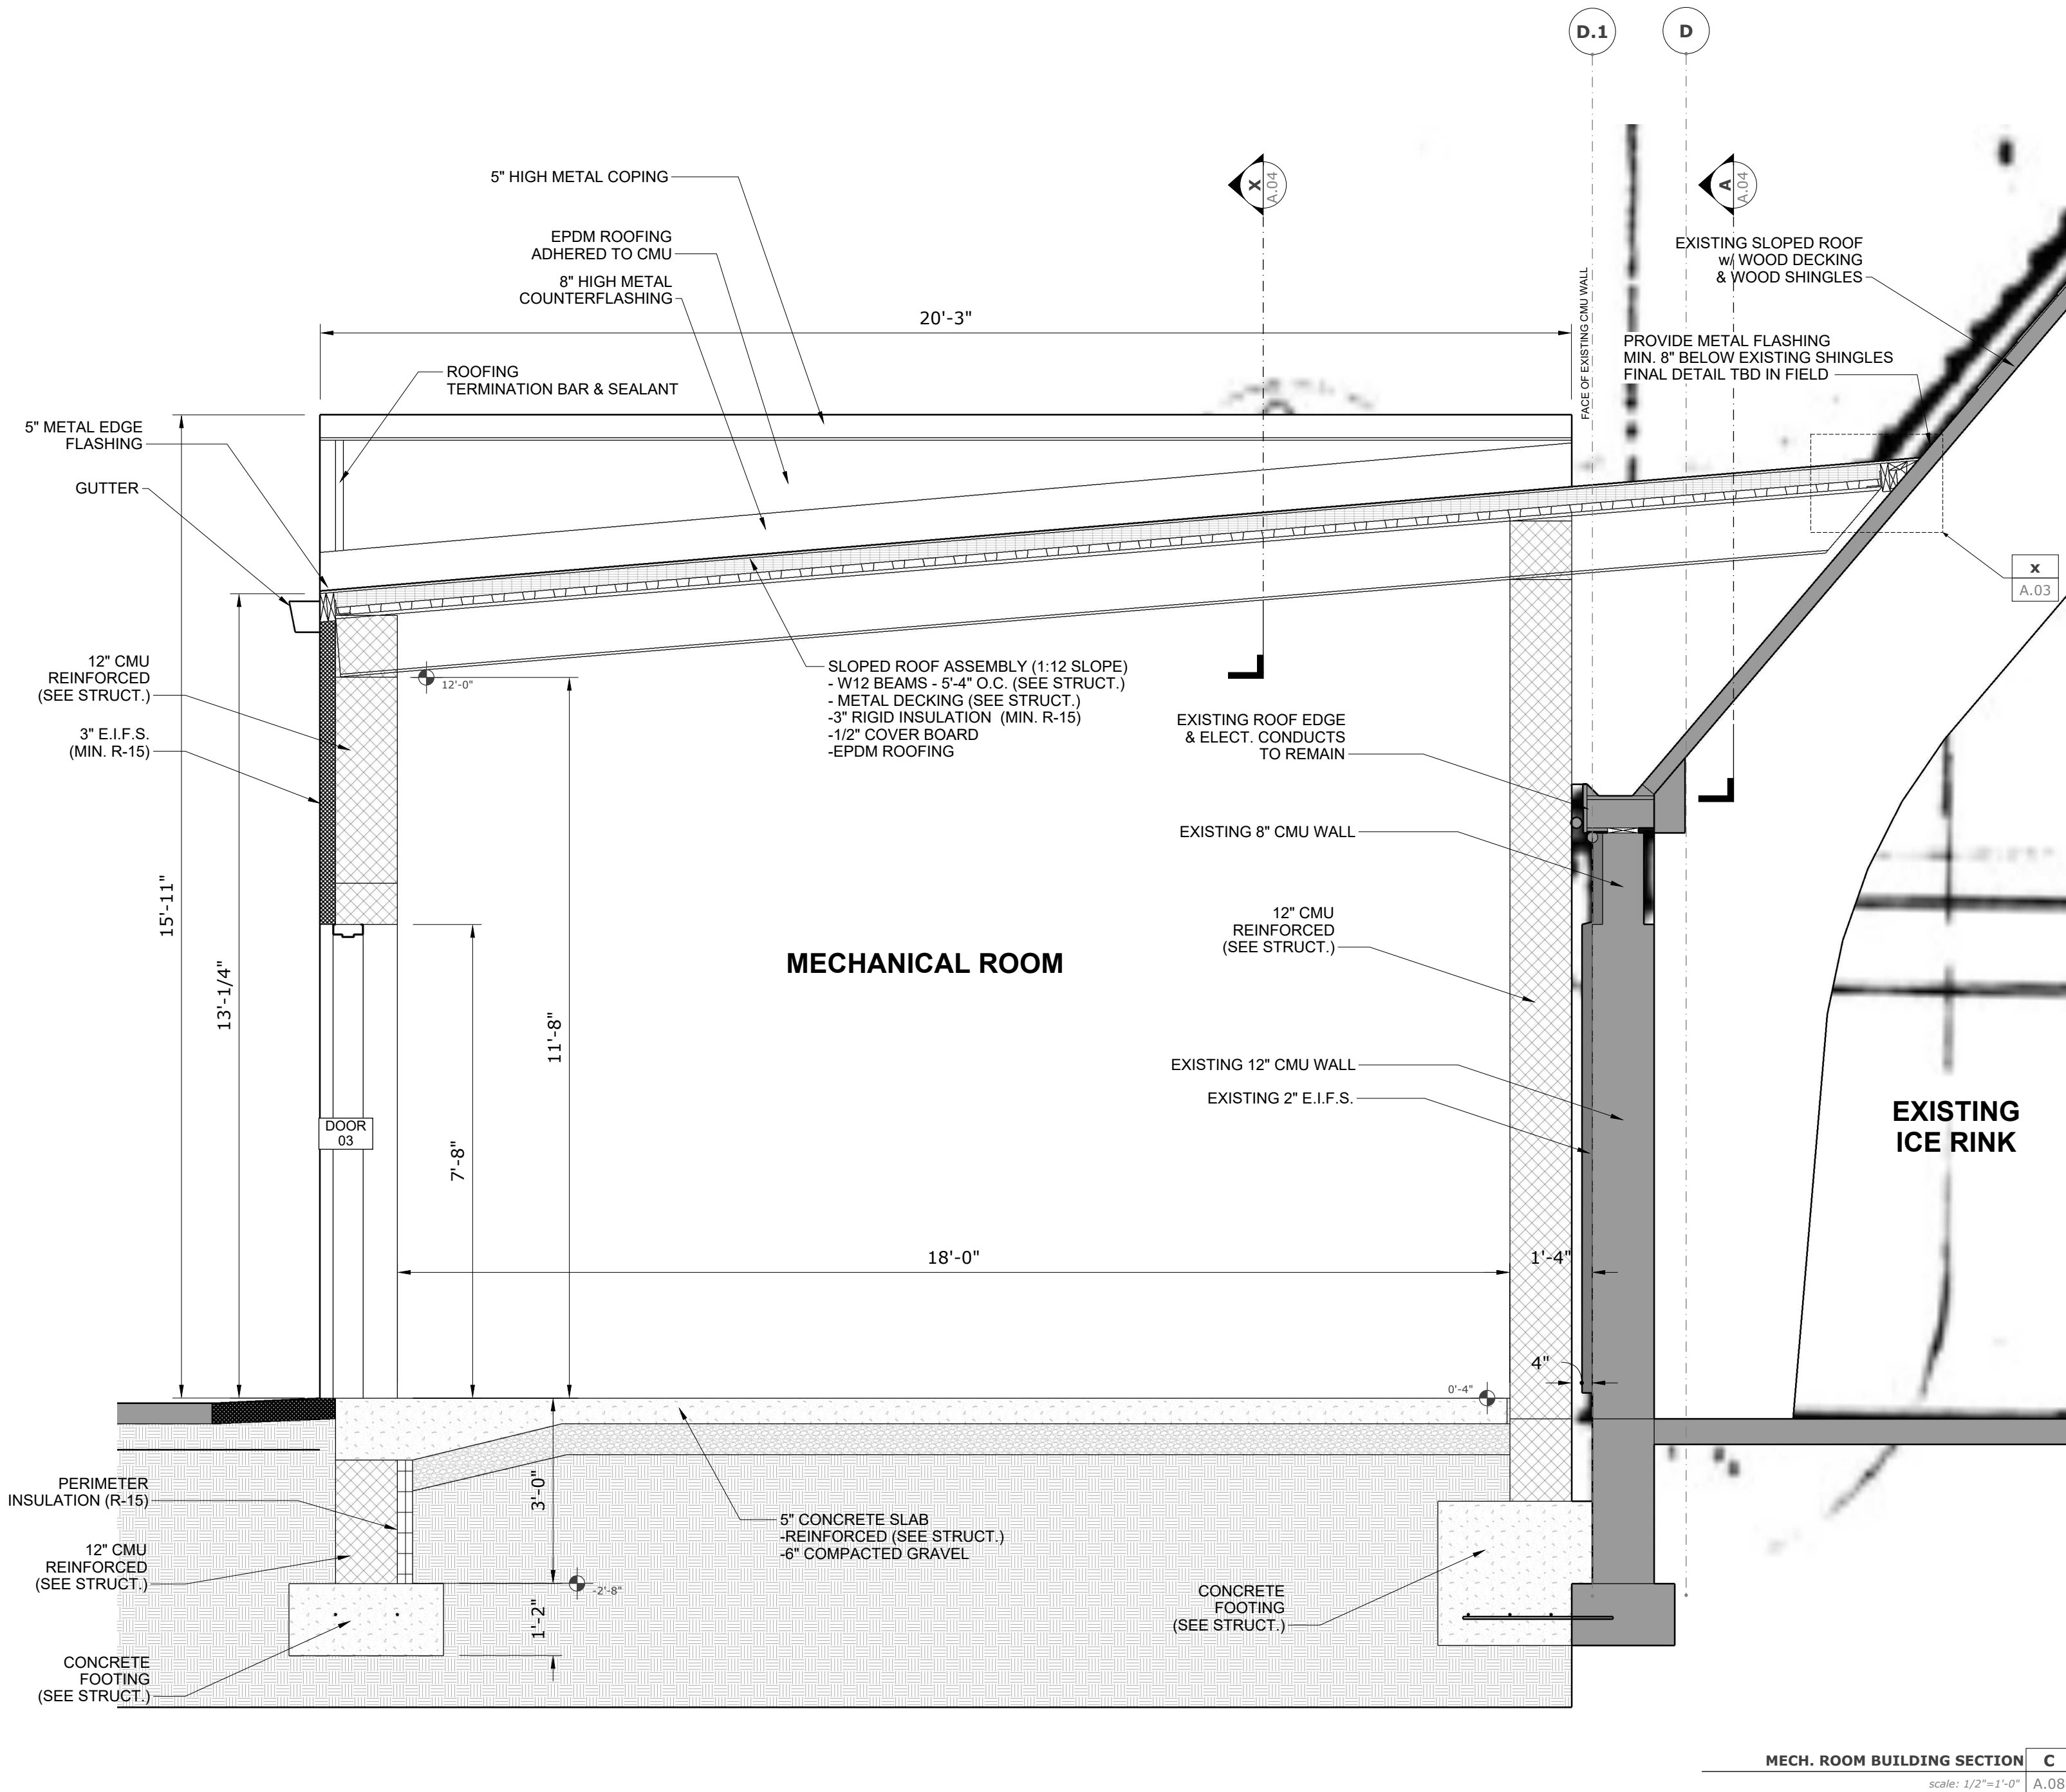 D.1
D
5" HIGH METAL COPING
X
A.04
A
A.04
EPDM ROOFING
ADHERED TO CMU
8" HIGH METAL
COUNTERFLASHING
EXISTING SLOPED ROOF
w/ WOOD DECKING
& WOOD SHINGLES
FACE OF EXISTING CMU WALL
20'-3"
PROVIDE METAL FLASHING
MIN. 8" BELOW EXISTING SHINGLES
FINAL DETAIL TBD IN FIELD
ROOFING
TERMINATION BAR & SEALANT
5" METAL EDGE
FLASHING
GUTTER
x
A.03
12" CMU
REINFORCED
(SEE STRUCT.)
12'-0"
SLOPED ROOF ASSEMBLY (1:12 SLOPE)
- W12 BEAMS - 5'-4" O.C. (SEE STRUCT.)
- METAL DECKING (SEE STRUCT.)
-3" RIGID INSULATION (MIN. R-15)
-1/2" COVER BOARD
-EPDM ROOFING
3" E.I.F.S.
(MIN. R-15)
EXISTING ROOF EDGE
& ELECT. CONDUCTS
TO REMAIN
EXISTING 8" CMU WALL
15'-11"
13'-1/4"
12" CMU
REINFORCED
(SEE STRUCT.)
MECHANICAL ROOM
11'-8"
EXISTING 12" CMU WALL
EXISTING 2" E.I.F.S.
EXISTING
ICE RINK
DOOR
03
7'-8"
18'-0"
1'-4"
4"
0'-4"
PERIMETER
INSULATION (R-15)
3'-0"
5" CONCRETE SLAB
-REINFORCED (SEE STRUCT.)
-6" COMPACTED GRAVEL
12" CMU
REINFORCED
(SEE STRUCT.)
-2'-8"
1'-2"
CONCRETE
FOOTING
(SEE STRUCT.)
CONCRETE
FOOTING
(SEE STRUCT.)
MECH. ROOM BUILDING SECTION
C
scale: 1/2"=1'-0"
A.08